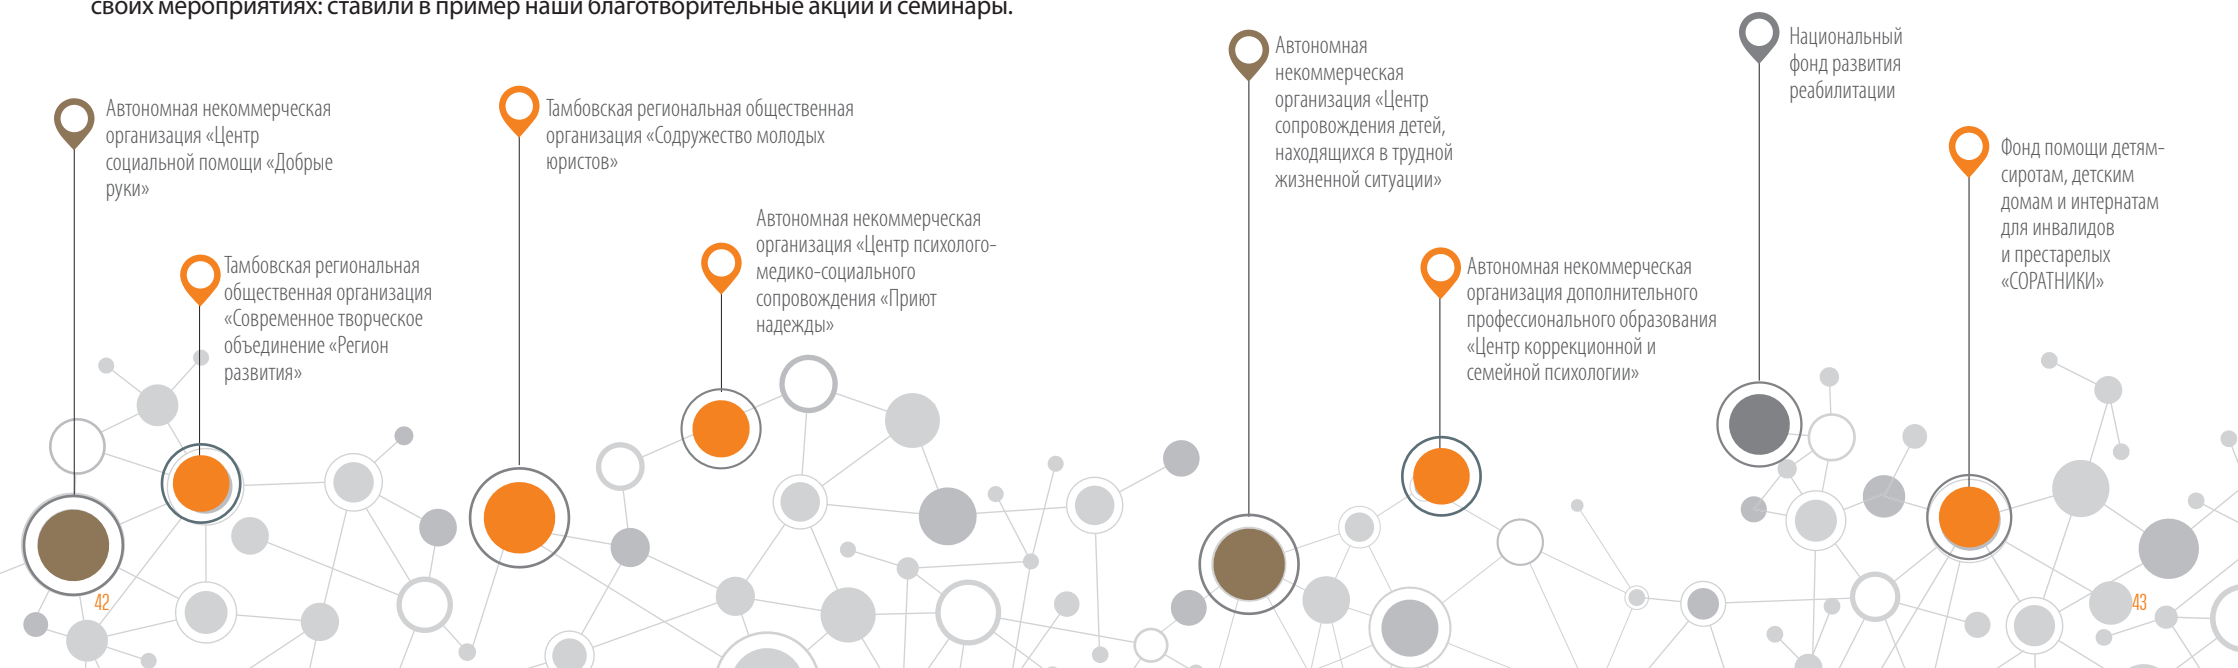 своих мероприятиях: ставили в пример наши благотворительные акции и семинары.
Автономная некоммерческая
организация «Центр
социальной помощи «Добрые
руки»
Тамбовская региональная
общественная организация
«Современное творческое
объединение «Регион
развития»
Тамбовская региональная общественная
организация «Содружество молодых
юристов»
Автономная некоммерческая
организация «Центр психолого-
медико-социального
сопровождения «Приют
надежды»
Автономная
некоммерческая
организация «Центр
сопровождения детей,
находящихся в трудной
жизненной ситуации»
Автономная некоммерческая
организация дополнительного
профессионального образования
«Центр коррекционной и
семейной психологии»
Национальный
фонд развития
реабилитации
Фонд помощи детям-
сиротам, детским
домам и интернатам
для инвалидов
и престарелых
«СОРАТНИКИ»
42
43